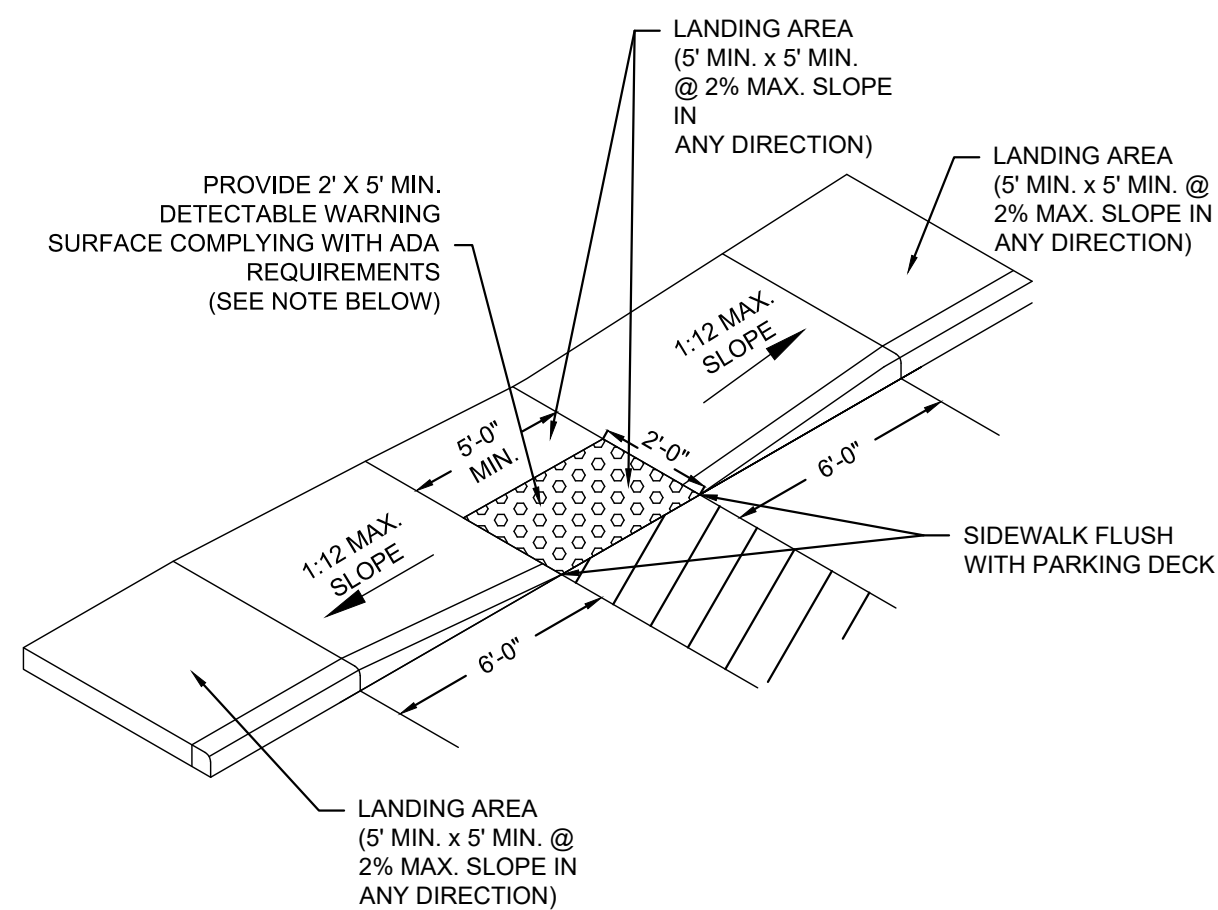 LANDING AREA
(5' MIN. x 5' MIN.
@ 2% MAX. SLOPE
IN
ANY DIRECTION)
LANDING AREA
(5' MIN. x 5' MIN. @
2% MAX. SLOPE IN
ANY DIRECTION)
PROVIDE 2' X 5' MIN.
DETECTABLE WARNING
SURFACE COMPLYING WITH ADA
REQUIREMENTS
(SEE NOTE BELOW)
1:12 MAX.
SLOPE
5'-0"
MIN.
2'-0"
6'-0"
SIDEWALK FLUSH
WITH PARKING DECK
1:12 MAX.
SLOPE
6'-0"
LANDING AREA
(5' MIN. x 5' MIN. @
2% MAX. SLOPE IN
ANY DIRECTION)